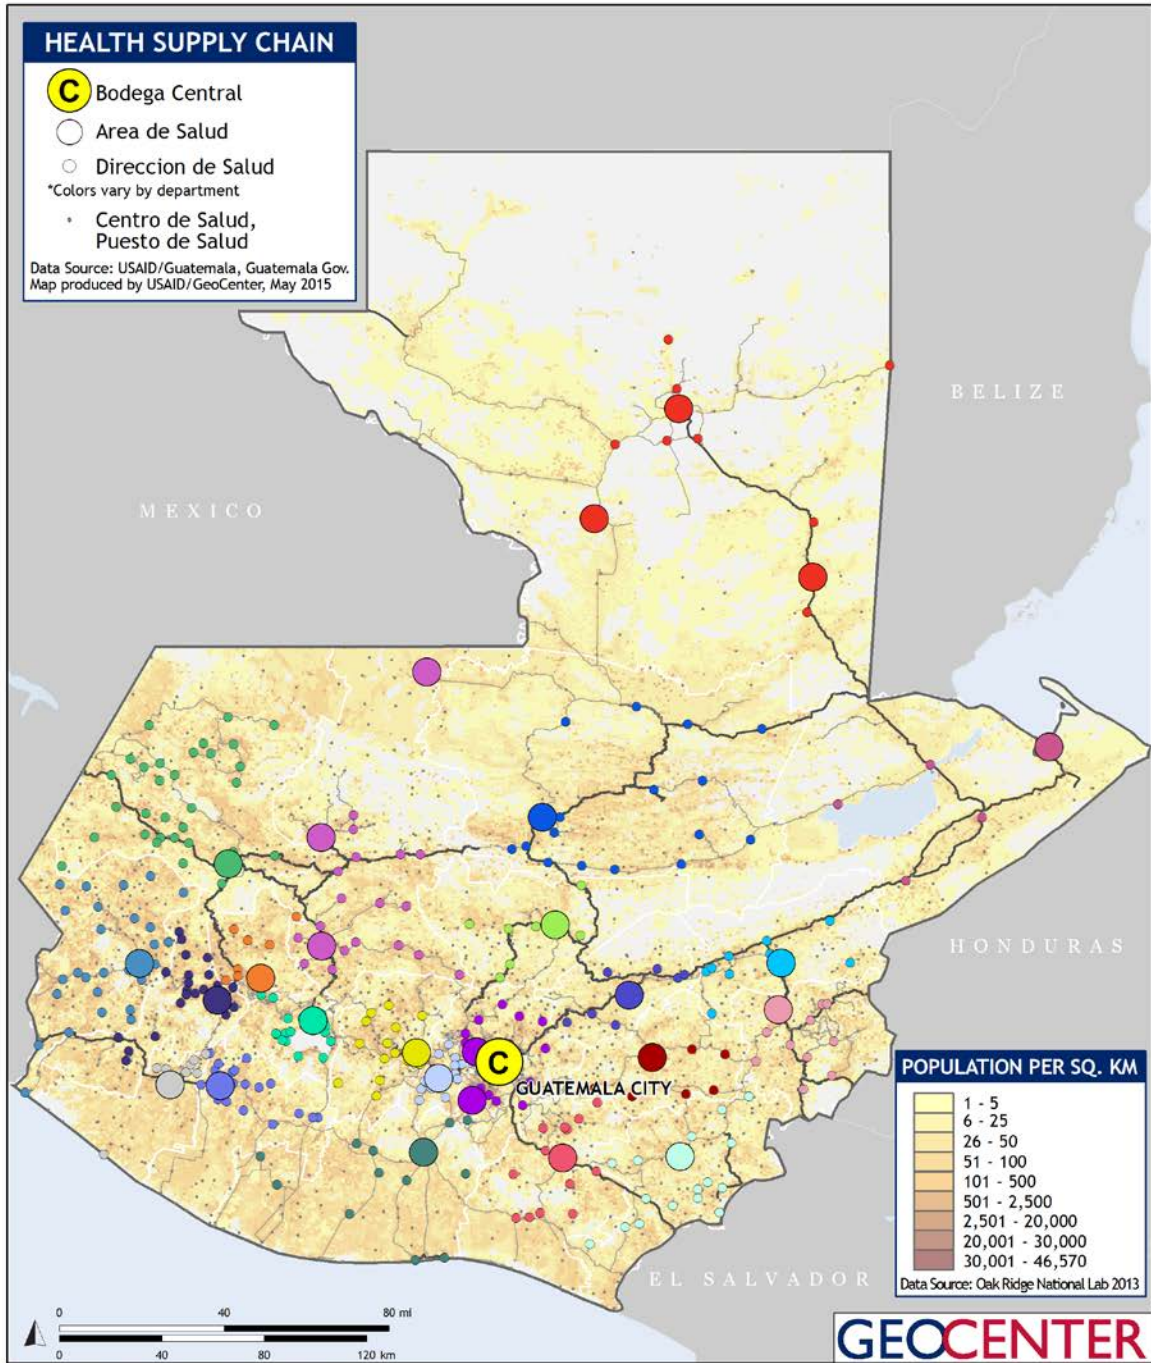 HEALTH SUPPLY CHAIN
C Bodega Central
Area de Salud
Direccion de Salud
*Colors vary by department
Centro de Salud,
Puesto de Salud
Data Source: USAID/Guatemala, Guatemala Gov.
Map produced by USAID/GeoCenter, May 2015
BELIZE
MEXICO
HONDURAS
C
GUATEMALA CITY
EL SALVADOR
POPULATION PER SQ. KM
1 - 5
6 - 25
26 - 50
51 - 100
101 - 500
501 - 2,500
2,501 - 20,000
20,001 - 30,000
30,001 - 46,570
Data Source: Oak Ridge National Lab 2013
0 40 80 mi
0 40 80 120 km
GEOCENTER